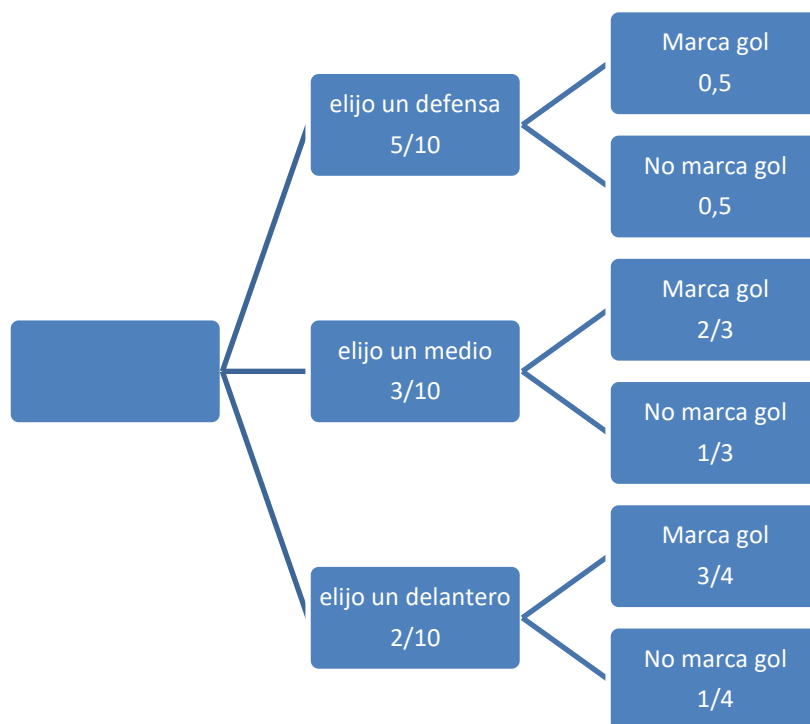 Marca gol
0,5
elijo un defensa
5/10
No marca gol
0,5
Marca gol
2/3
elijo un medio
3/10
No marca gol
1/3
Marca gol
3/4
elijo un delantero
2/10
No marca gol
1/4